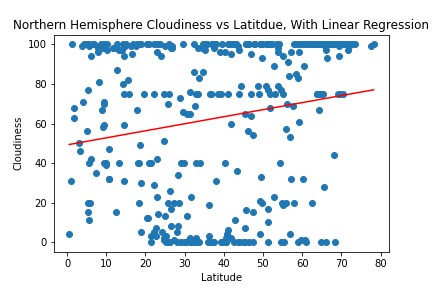 Northern Hemisphere Cloudiness vs Latitdue, With Linear Regression
100
80
60
40
20
0
Cloudiness
0 10 20 30 40 50 60 70 80
Latitude